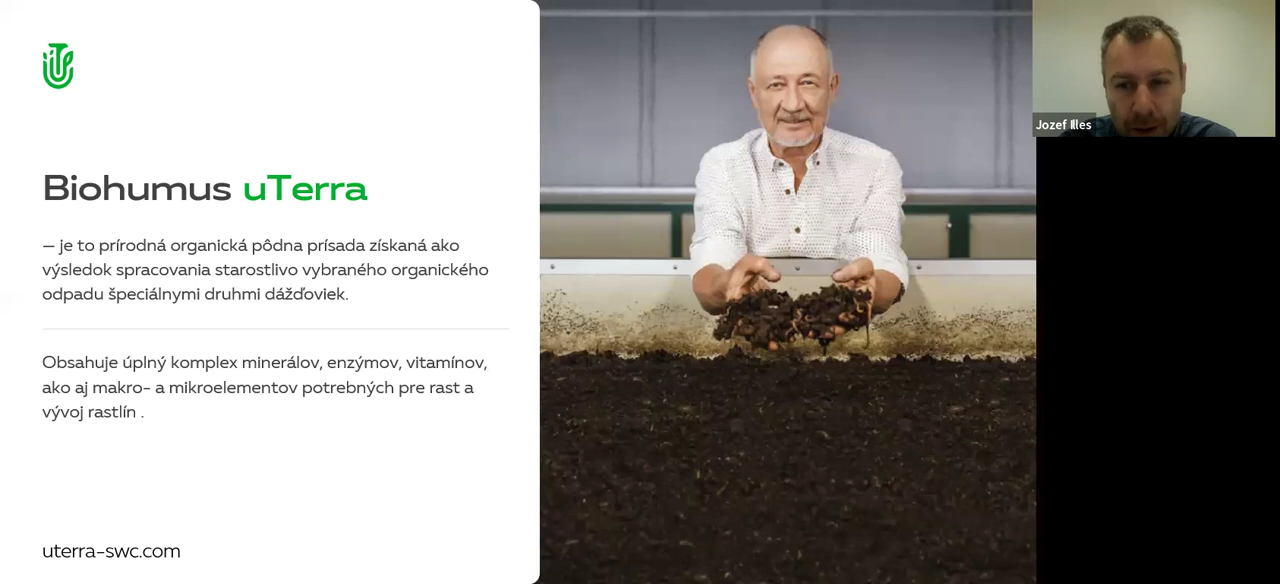 Biohumus uTerra
– je to prírodná organická pôdna prísada získaná ako
výsledok spracovania starostlivo vybraného organického
odpadu špeciálnymi druhmi dážďoviek.
Obsahuje úplný komplex minerálov, enzýmov, vitamínov,
ako aj makro- a mikroelementov potrebných pre rast a
vývoj rastlín .
uterra-swc.com
Jozef Illes